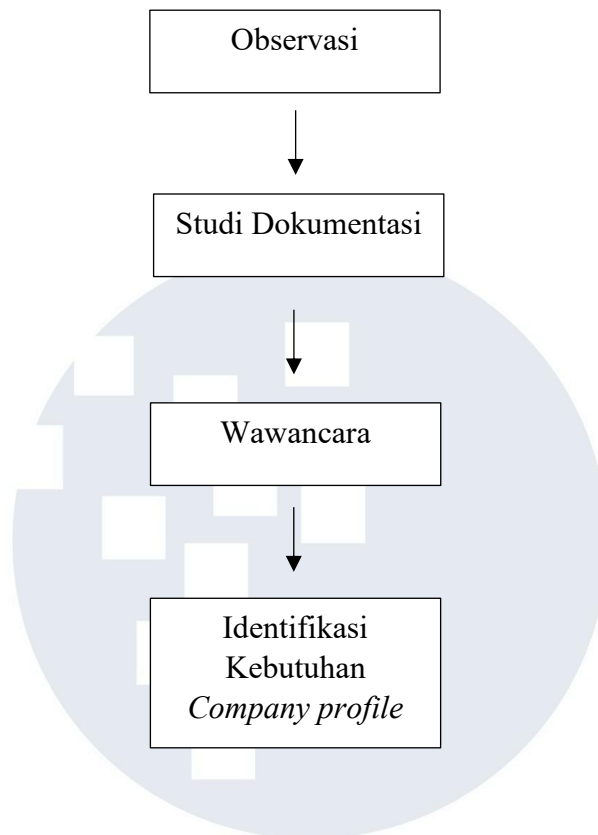 Observasi
Studi Dokumentasi
Wawancara
Identifikasi
Kebutuhan
Company profile